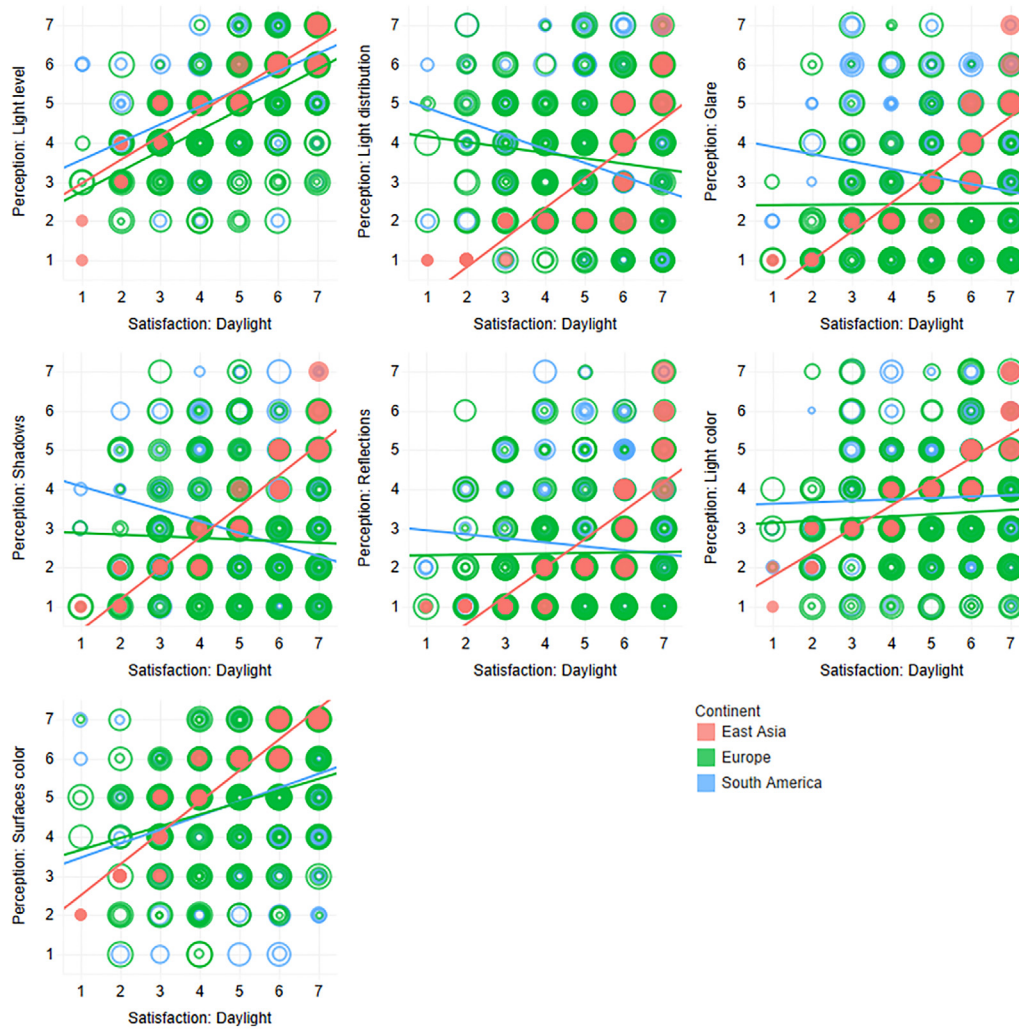 Perception: Light level
7
6
5
4
3
2
1
1 2 3 4 5 6 7
Satisfaction: Daylight
Perception: Light distribution
7
6
5
4
3
2
1
1 2 3 4 5 6 7
Satisfaction: Daylight
Perception: Glare
7
6
5
4
3
2
1
1 2 3 4 5 6 7
Satisfaction: Daylight
Perception: Shadows
7
6
5
4
3
2
1
1 2 3 4 5 6 7
Satisfaction: Daylight
Perception: Reflections
7
6
5
4
3
2
1
1 2 3 4 5 6 7
Satisfaction: Daylight
Perception: Light color
7
6
5
4
3
2
1
1 2 3 4 5 6 7
Satisfaction: Daylight
Perception: Surfaces color
7
6
5
4
3
2
1
1 2 3 4 5 6 7
Satisfaction: Daylight
Continent
East Asia
Europe
South America